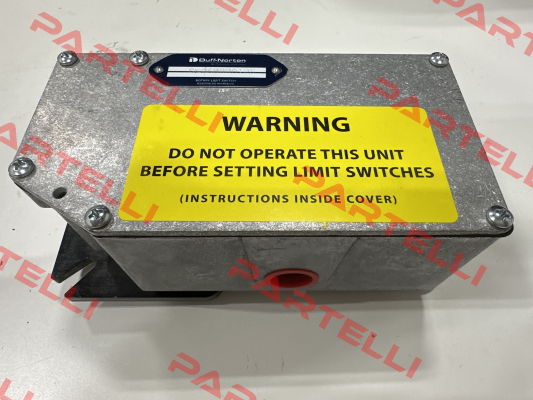 Duff-Norton
WARNING
DO NOT OPERATE THIS UNIT
BEFORE SETTING LIMIT SWITCHES
(INSTRUCTIONS INSIDE COVER)
PARTELLI
PARTELLI
PARTELLI
PARTELLI
PARTELLI
PARTELLI